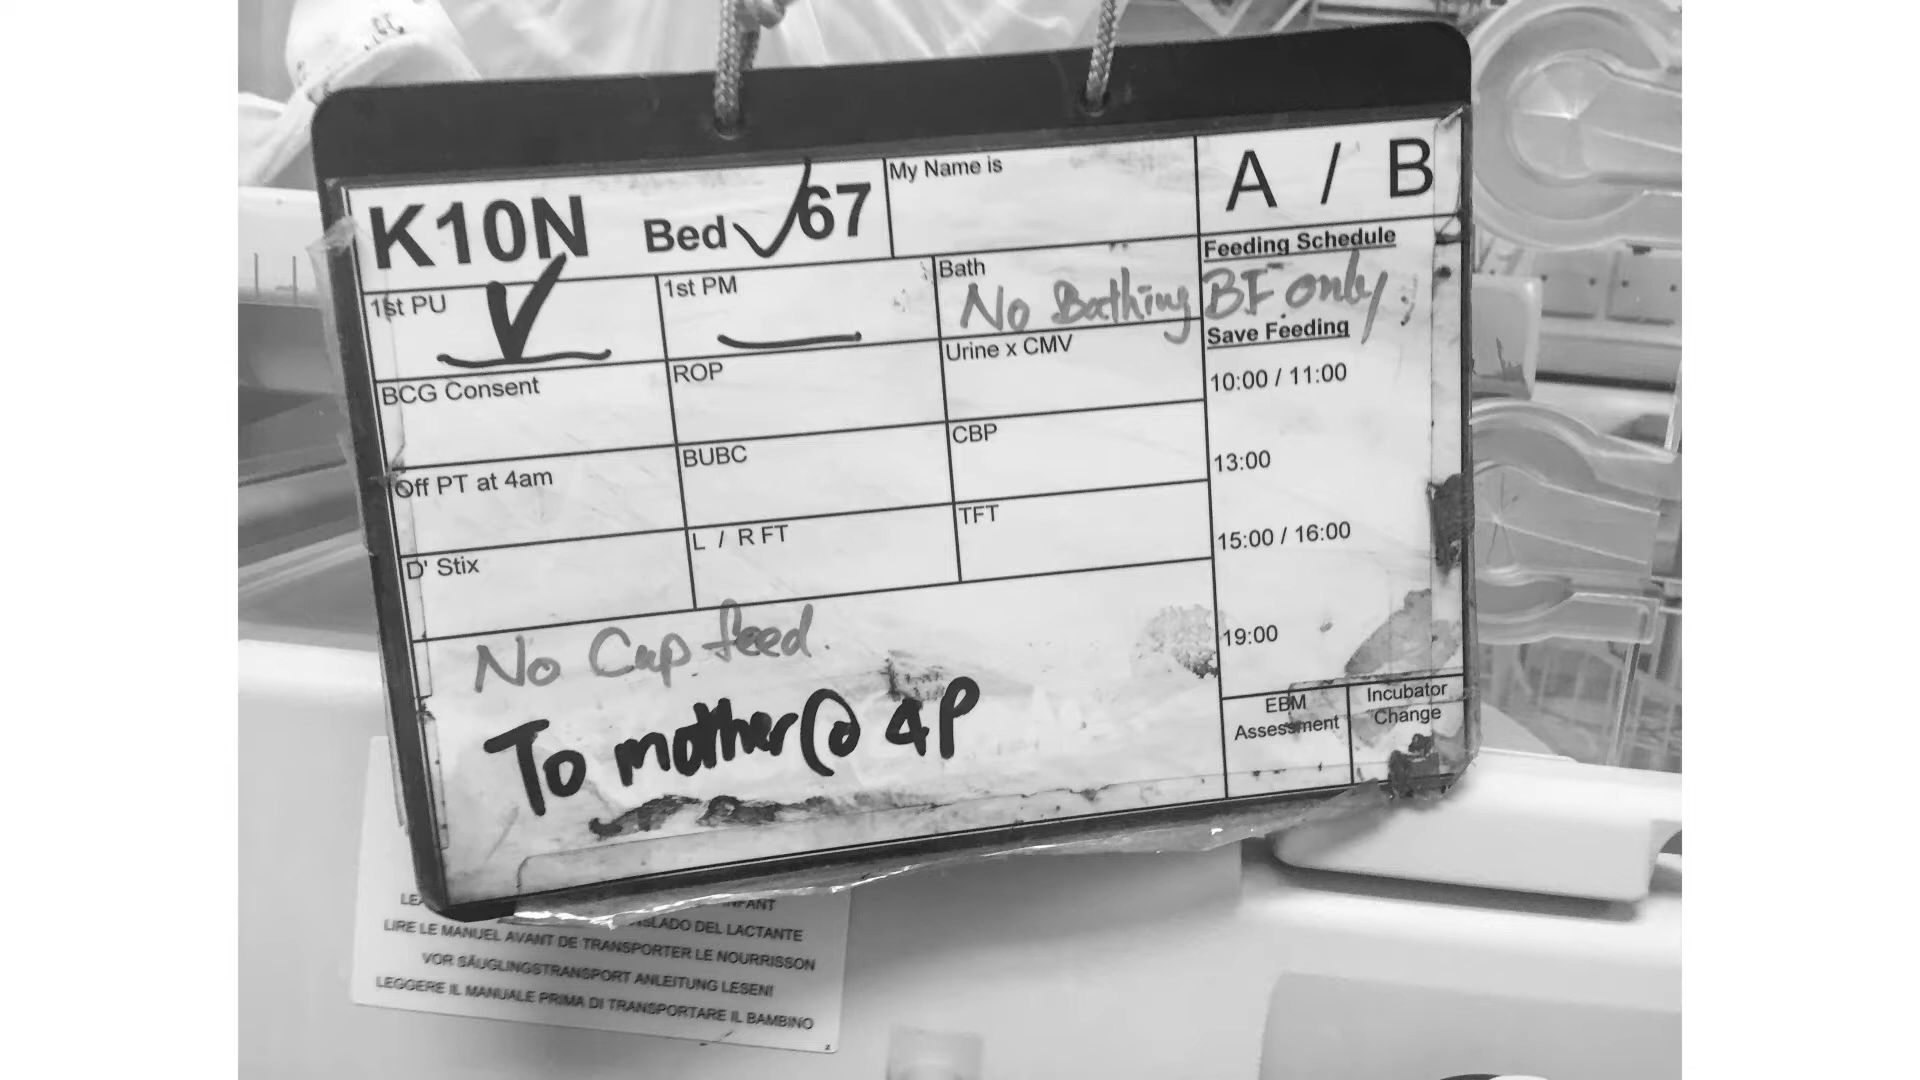 K10N Bed 67
My Name is
A / B
1st PU
1st PM
Bath
No Bathing
Feeding Schedule
BF only
BCG Consent
ROP
Urine x CMV
Save Feeding
10:00 / 11:00
Off PT at 4am
BUBC
CBP
13:00
D' Stix
L / R FT
TFT
15:00 / 16:00
19:00
No Cup feed.
To mother @ 4P
EBM
Assessment
Incubator
Change
LIRE LE MANUEL AVANT DE TRANSPORTER LE NOURRISSON
VOR SÄUGLINGSTRANSPORT ANLEITUNG LESEN!
LEGGERE IL MANUALE PRIMA DI TRANSPORTARE IL BAMBINO